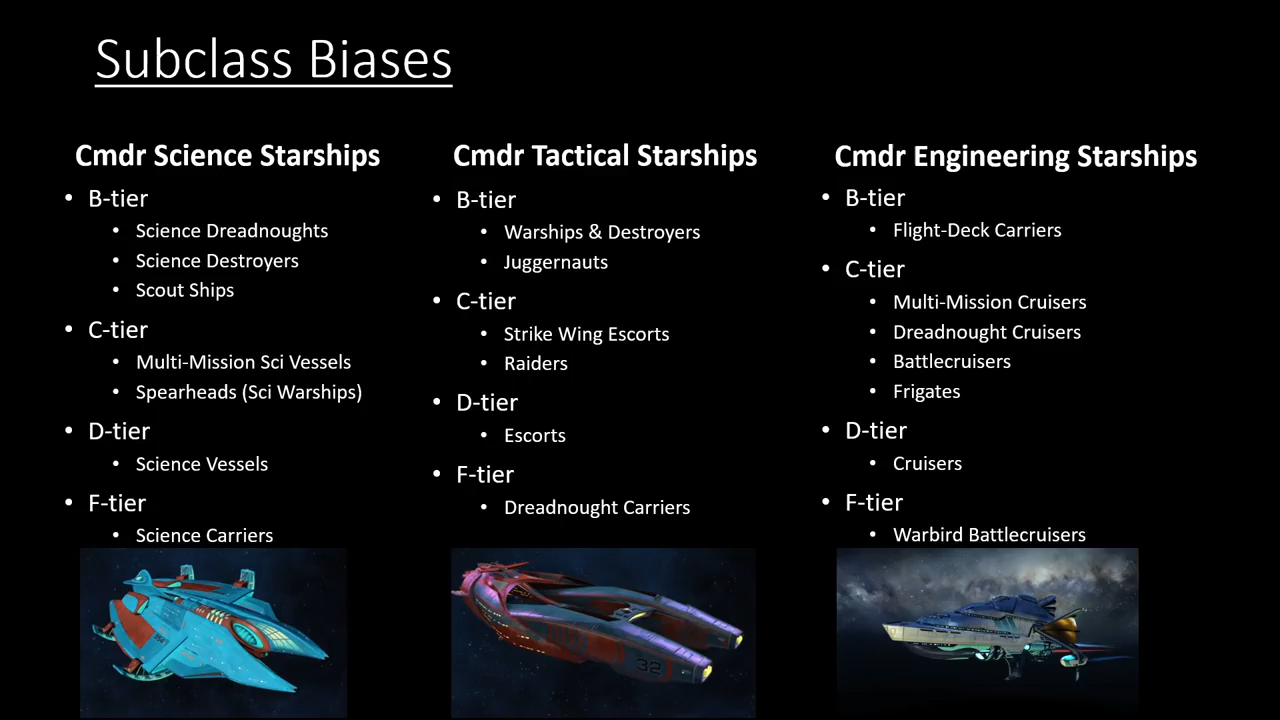 Subclass Biases
Cmdr Science Starships
• B-tier
• Science Dreadnoughts
• Science Destroyers
• Scout Ships
• C-tier
• Multi-Mission Sci Vessels
• Spearheads (Sci Warships)
• D-tier
• Science Vessels
• F-tier
• Science Carriers
Cmdr Tactical Starships
• B-tier
• Warships & Destroyers
• Juggernauts
• C-tier
• Strike Wing Escorts
• Raiders
• D-tier
• Escorts
• F-tier
• Dreadnought Carriers
32
Cmdr Engineering Starships
• B-tier
• Flight-Deck Carriers
• C-tier
• Multi-Mission Cruisers
• Dreadnought Cruisers
• Battlecruisers
• Frigates
• D-tier
• Cruisers
• F-tier
• Warbird Battlecruisers